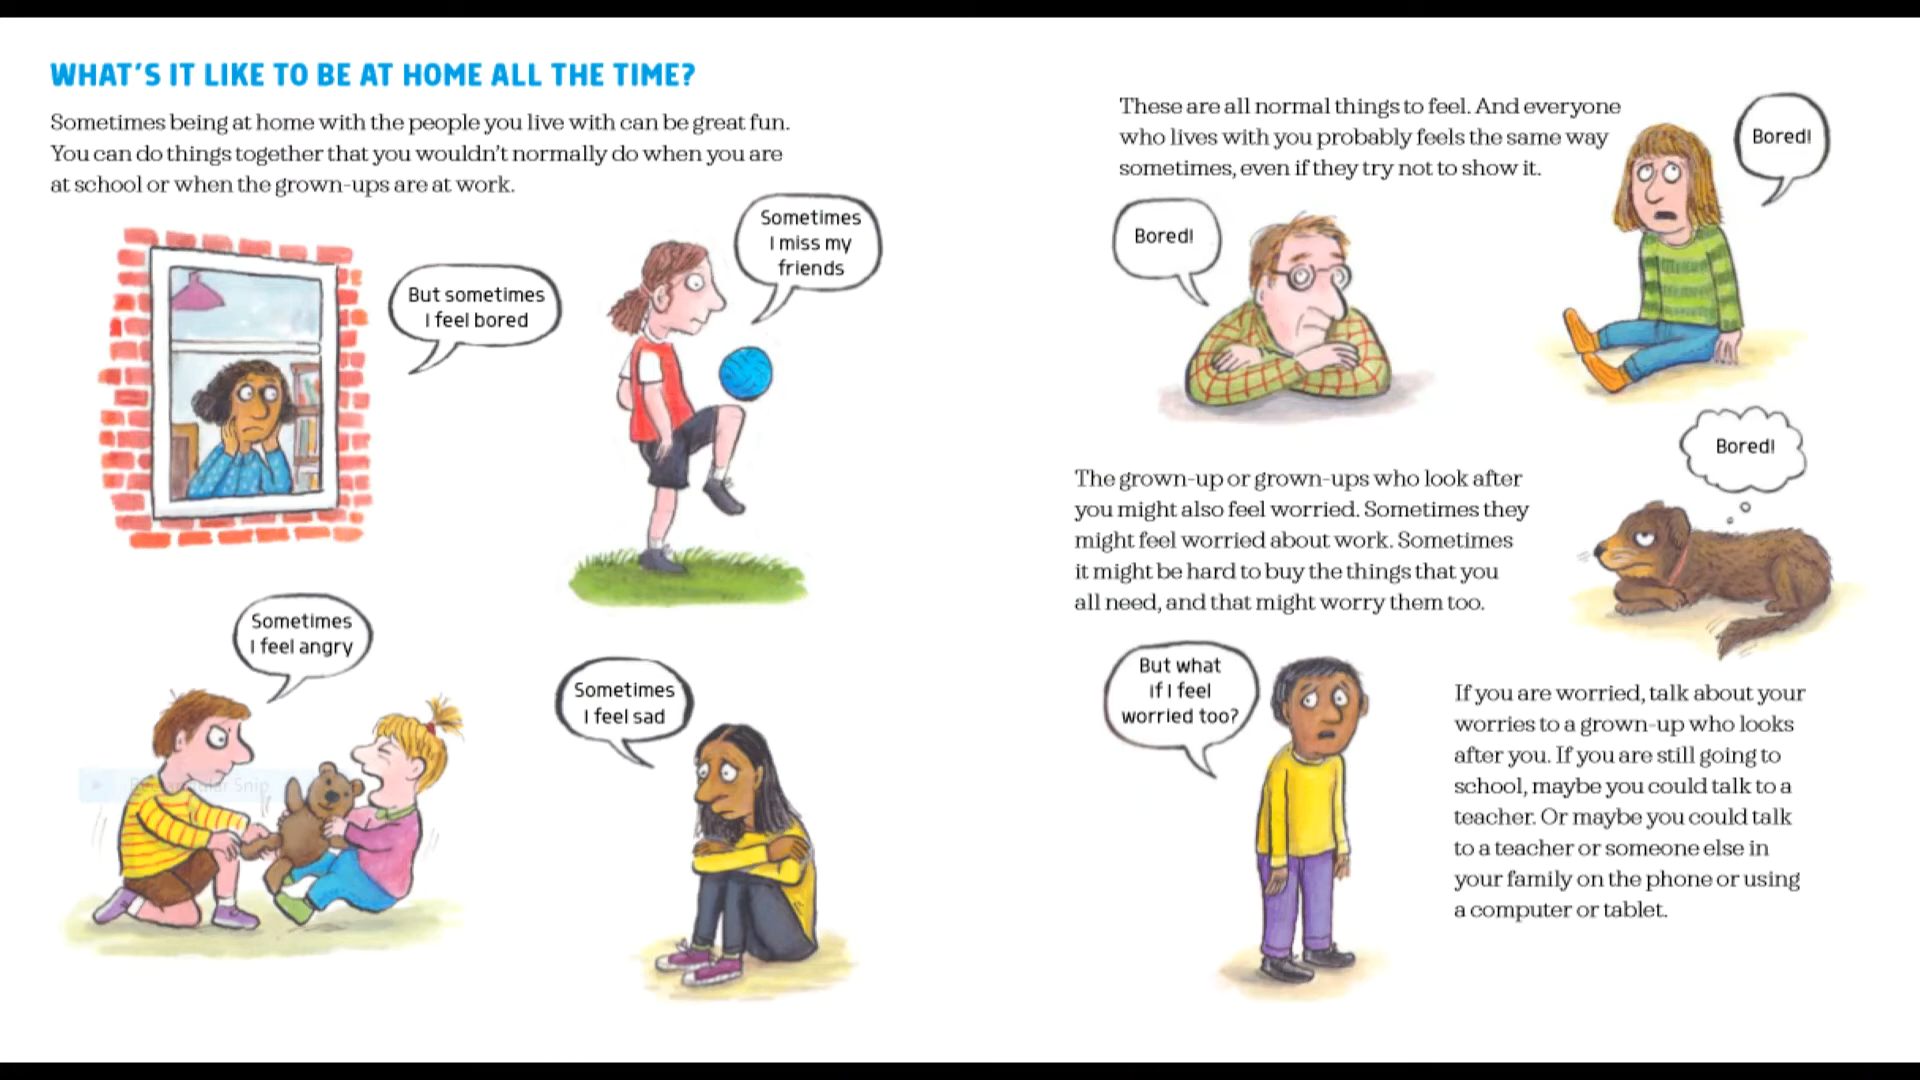 WHAT'S IT LIKE TO BE AT HOME ALL THE TIME?
Sometimes being at home with the people you live with can be great fun.
You can do things together that you wouldn't normally do when you are
at school or when the grown-ups are at work.
But sometimes
I feel bored
Sometimes
I miss my
friends
Sometimes
I feel angry
Sometimes
I feel sad
Rectangular Snip
These are all normal things to feel. And everyone
who lives with you probably feels the same way
sometimes, even if they try not to show it.
Bored!
Bored!
Bored!
The grown-up or grown-ups who look after
you might also feel worried. Sometimes they
might feel worried about work. Sometimes
it might be hard to buy the things that you
all need, and that might worry them too.
But what
if I feel
worried too?
If you are worried, talk about your
worries to a grown-up who looks
after you. If you are still going to
school, maybe you could talk to a
teacher. Or maybe you could talk
to a teacher or someone else in
your family on the phone or using
a computer or tablet.